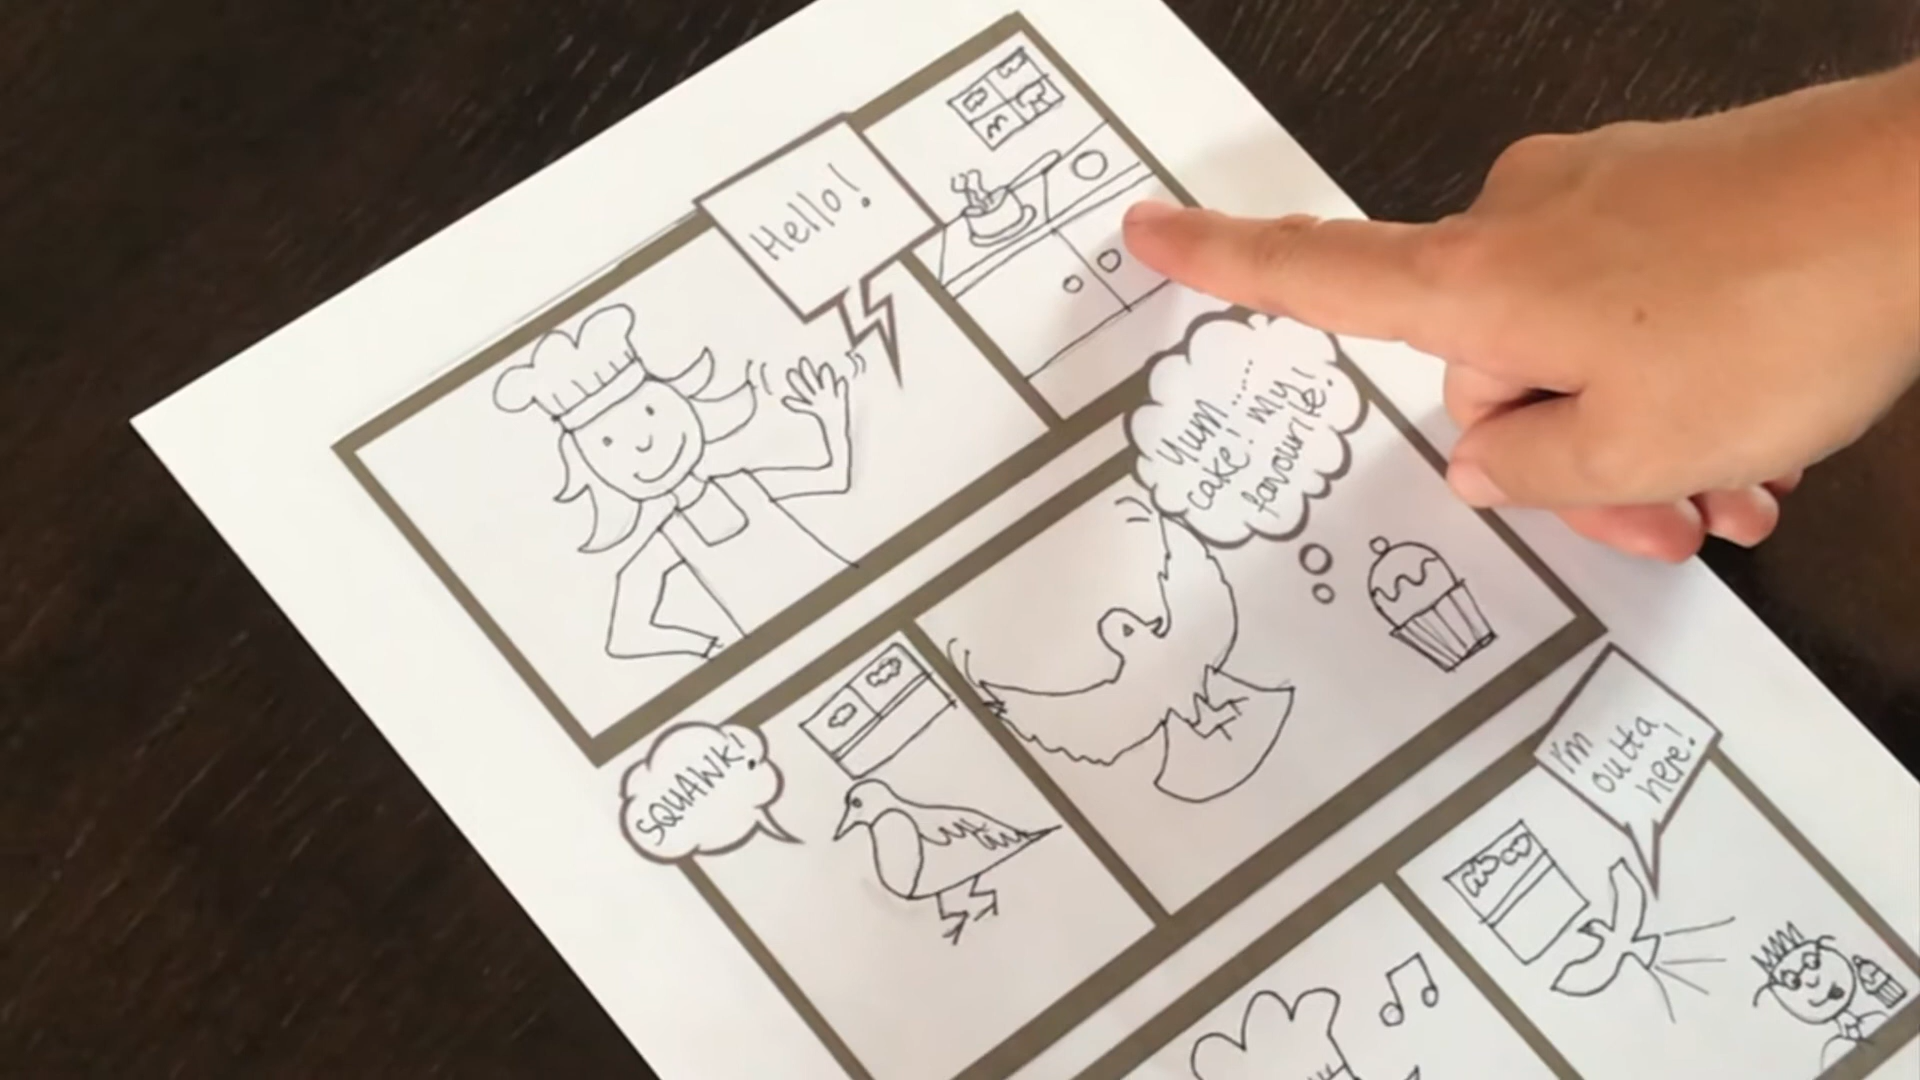 Hello!
SQUAWK!
Yum......
cake! my
favourite!
I'm
outta
here!